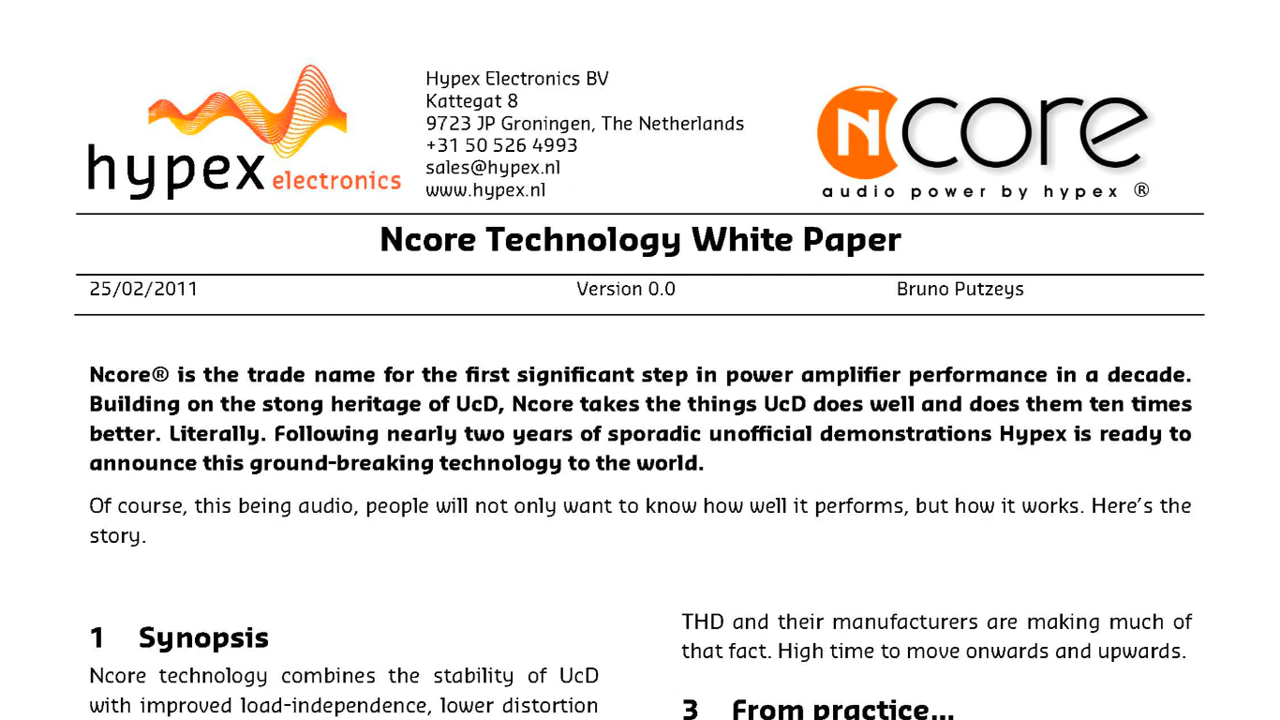 hypex electronics
Hypex Electronics BV
Kattegat 8
9723 JP Groningen, The Netherlands
+31 50 526 4993
sales@hypex.nl
www.hypex.nl
Ncore
audio power by hypex ®
Ncore Technology White Paper
25/02/2011 Version 0.0 Bruno Putzeys
Ncore® is the trade name for the first significant step in power amplifier performance in a decade.
Building on the stong heritage of UcD, Ncore takes the things UcD does well and does them ten times
better. Literally. Following nearly two years of sporadic unofficial demonstrations Hypex is ready to
announce this ground-breaking technology to the world.
Of course, this being audio, people will not only want to know how well it performs, but how it works. Here’s the
story.
1 Synopsis
Ncore technology combines the stability of UcD
with improved load-independence, lower distortion
THD and their manufacturers are making much of
that fact. High time to move onwards and upwards.
3 From practice...